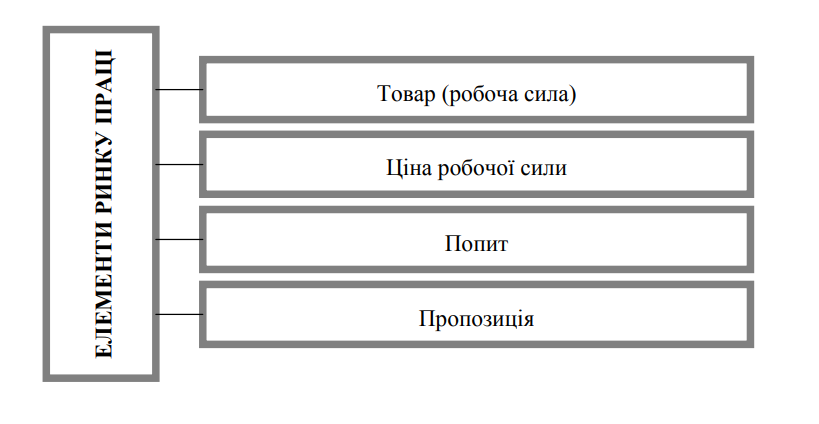 ЕЛЕМЕНТИ РИНКУ ПРАЦІ
Товар (робоча сила)
Ціна робочої сили
Попит
Пропозиція